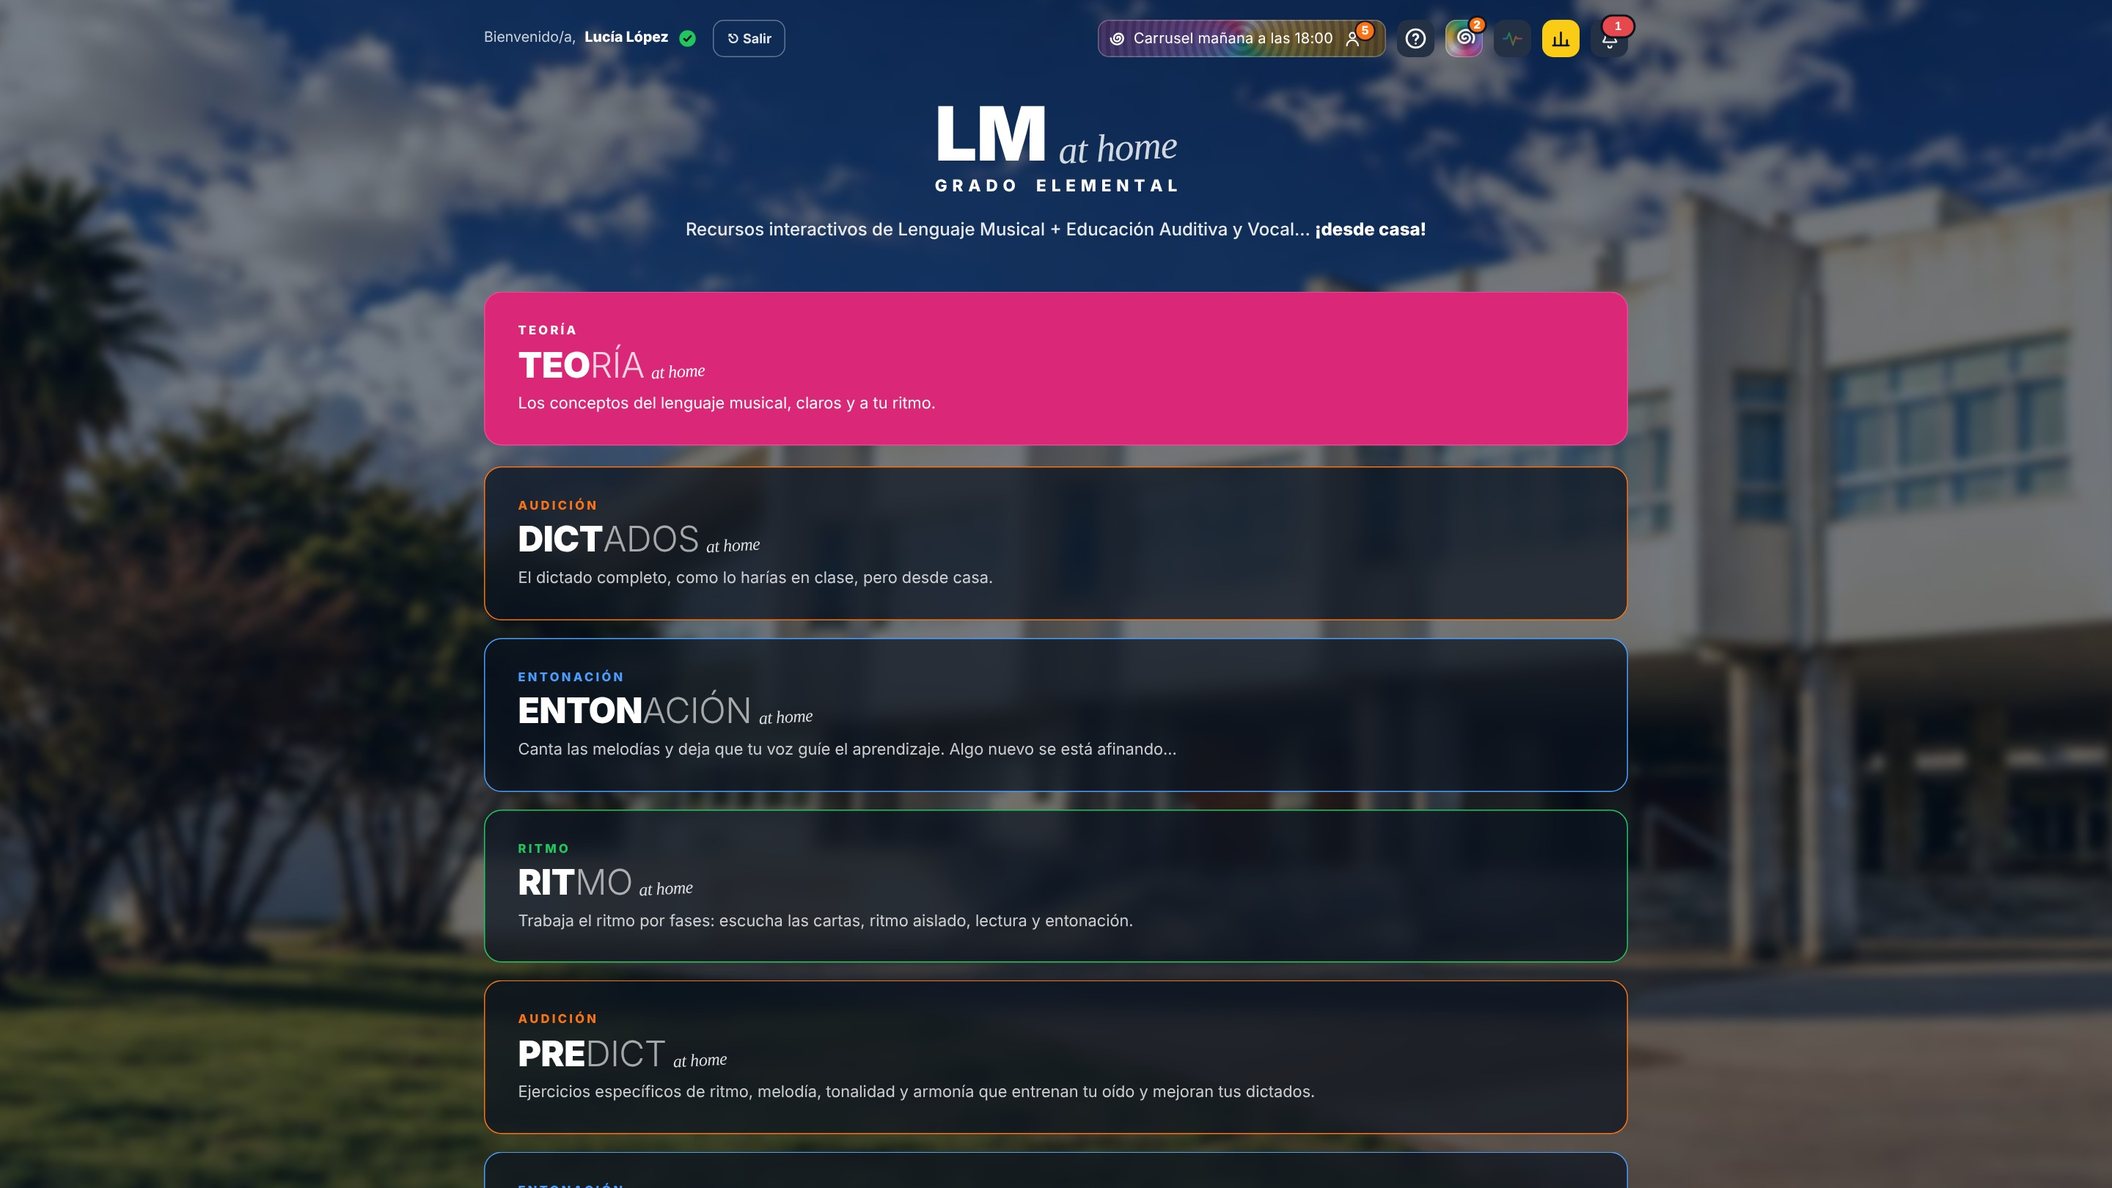 Bienvenido/a, Lucía López
Salir
Carrusel mañana a las 18:00
5
2
1
LM at home
GRADO ELEMENTAL
Recursos interactivos de Lenguaje Musical + Educación Auditiva y Vocal... ¡desde casa!
TEORÍA
TEORÍA at home
Los conceptos del lenguaje musical, claros y a tu ritmo.
AUDICIÓN
DICTADOS at home
El dictado completo, como lo harías en clase, pero desde casa.
ENTONACIÓN
ENTONACIÓN at home
Canta las melodías y deja que tu voz guíe el aprendizaje. Algo nuevo se está afinando...
RITMO
RITMO at home
Trabaja el ritmo por fases: escucha las cartas, ritmo aislado, lectura y entonación.
AUDICIÓN
PREDICT at home
Ejercicios específicos de ritmo, melodía, tonalidad y armonía que entrenan tu oído y mejoran tus dictados.